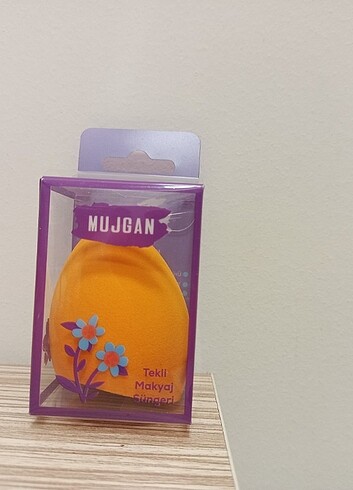 MUJGAN
Tekli
Makyaj
Süngeri